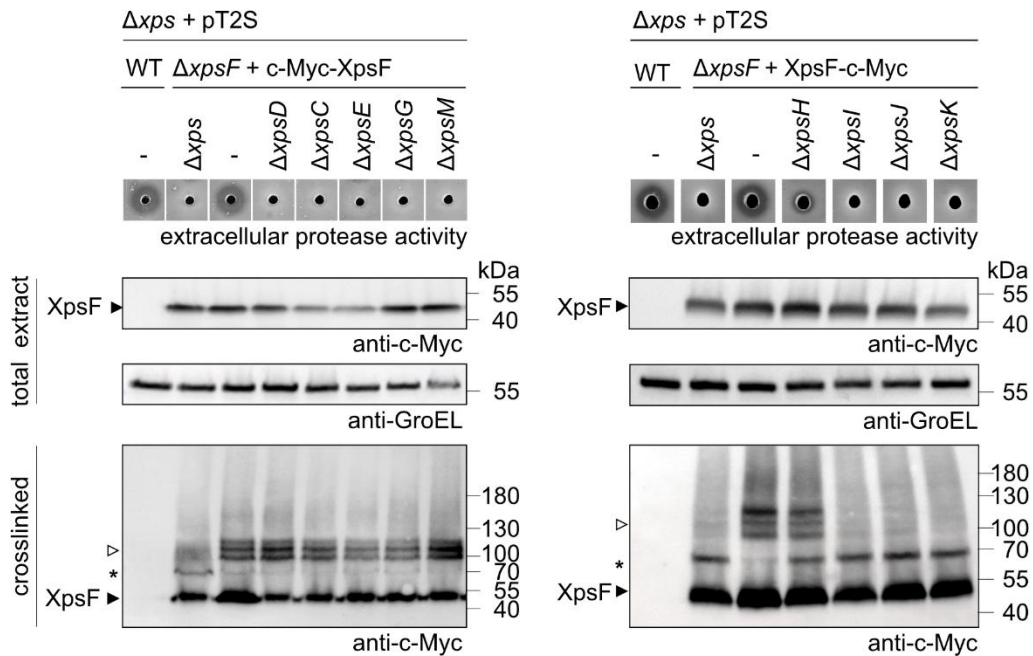 Δxps + pT2S
WT ΔxpsF + c-Myc-XpsF
- Δxps - ΔxpsD ΔxpsC ΔxpsE ΔxpsG ΔxpsM
extracellular protease activity
kDa
total extract
XpsF
55
40
anti-c-Myc
55
anti-GroEL
crosslinked
180
130
100
70
55
40
*
XpsF
anti-c-Myc
Δxps + pT2S
WT ΔxpsF + XpsF-c-Myc
- Δxps - ΔxpsH ΔxpsI ΔxpsJ ΔxpsK
extracellular protease activity
kDa
XpsF
55
40
anti-c-Myc
55
anti-GroEL
180
130
100
70
55
40
*
XpsF
anti-c-Myc